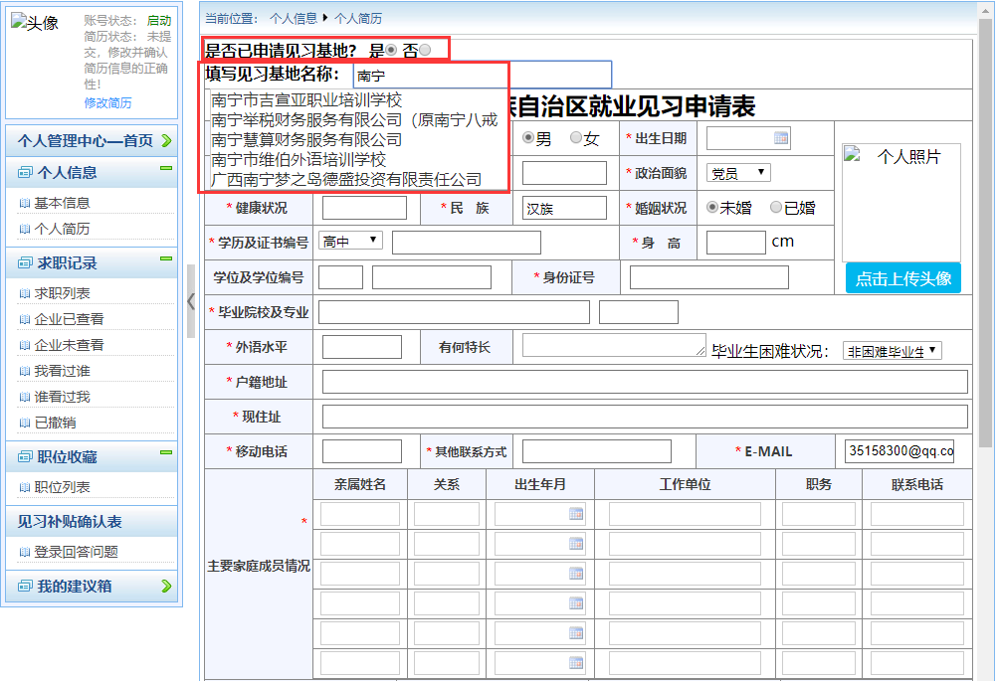 头像
账号状态： 启动
简历状态： 未提
交，修改并确认
简历信息的正确
性！
修改简历
个人管理中心—首页
个人信息
基本信息
个人简历
求职记录
求职列表
企业已查看
企业未查看
我看过谁
谁看过我
已撤销
职位收藏
职位列表
见习补贴确认表
登录回答问题
我的建议箱
当前位置： 个人信息 个人简历
是否已申请见习基地？ 是 否
填写见习基地名称： 南宁
南宁市吉宣亚职业培训学校
南宁举税财务服务有限公司（原南宁八戒
南宁慧算财务服务有限公司
南宁市维伯外语培训学校
广西南宁梦之岛德盛投资有限责任公司
族自治区就业见习申请表
男 女 * 出生日期
个人照片
* 政治面貌 党员
* 健康状况 * 民 族 汉族 * 婚姻状况 未婚 已婚
* 学历及证书编号 高中 * 身 高 cm
点击上传头像
学位及学位编号 * 身份证号
* 毕业院校及专业
* 外语水平 有何特长 毕业生困难状况： 非困难毕业生
* 户籍地址
* 现住址
* 移动电话 * 其他联系方式 * E-MAIL 35158300@qq.co
* 主要家庭成员情况
亲属姓名 关系 出生年月 工作单位 职务 联系电话